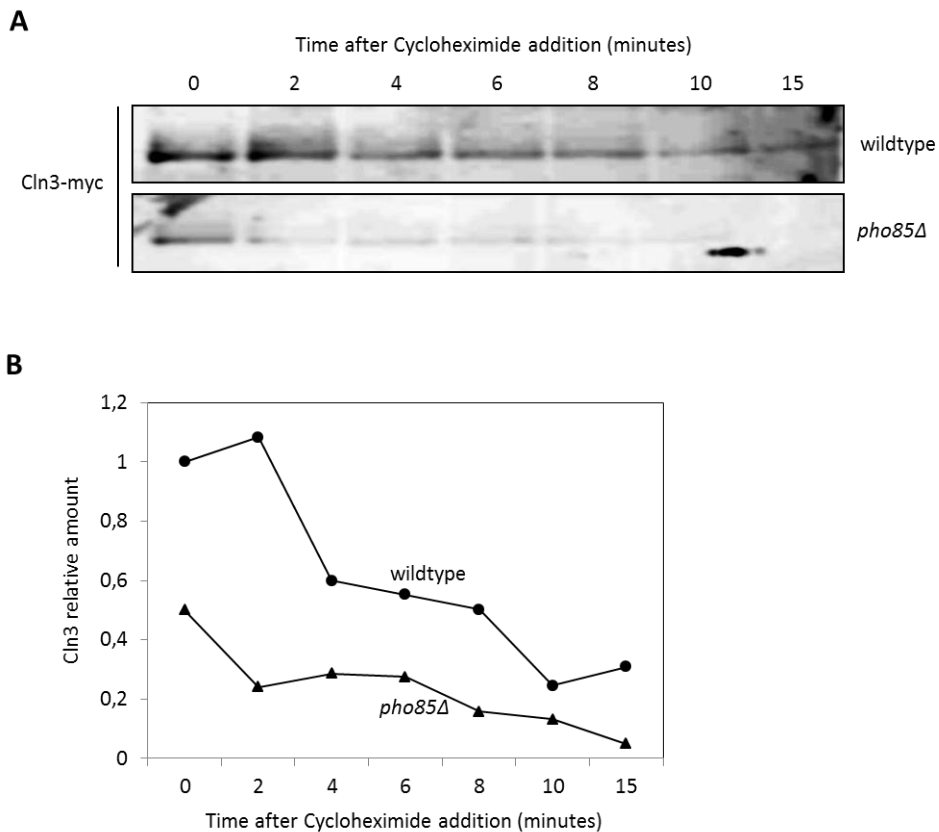 A
Time after Cycloheximide addition (minutes)
0 2 4 6 8 10 15
Cln3-myc
wildtype
pho85Δ
B
1,2
1
0,8
0,6
0,4
0,2
0
Cln3 relative amount
wildtype
pho85Δ
0 2 4 6 8 10 15
Time after Cycloheximide addition (minutes)